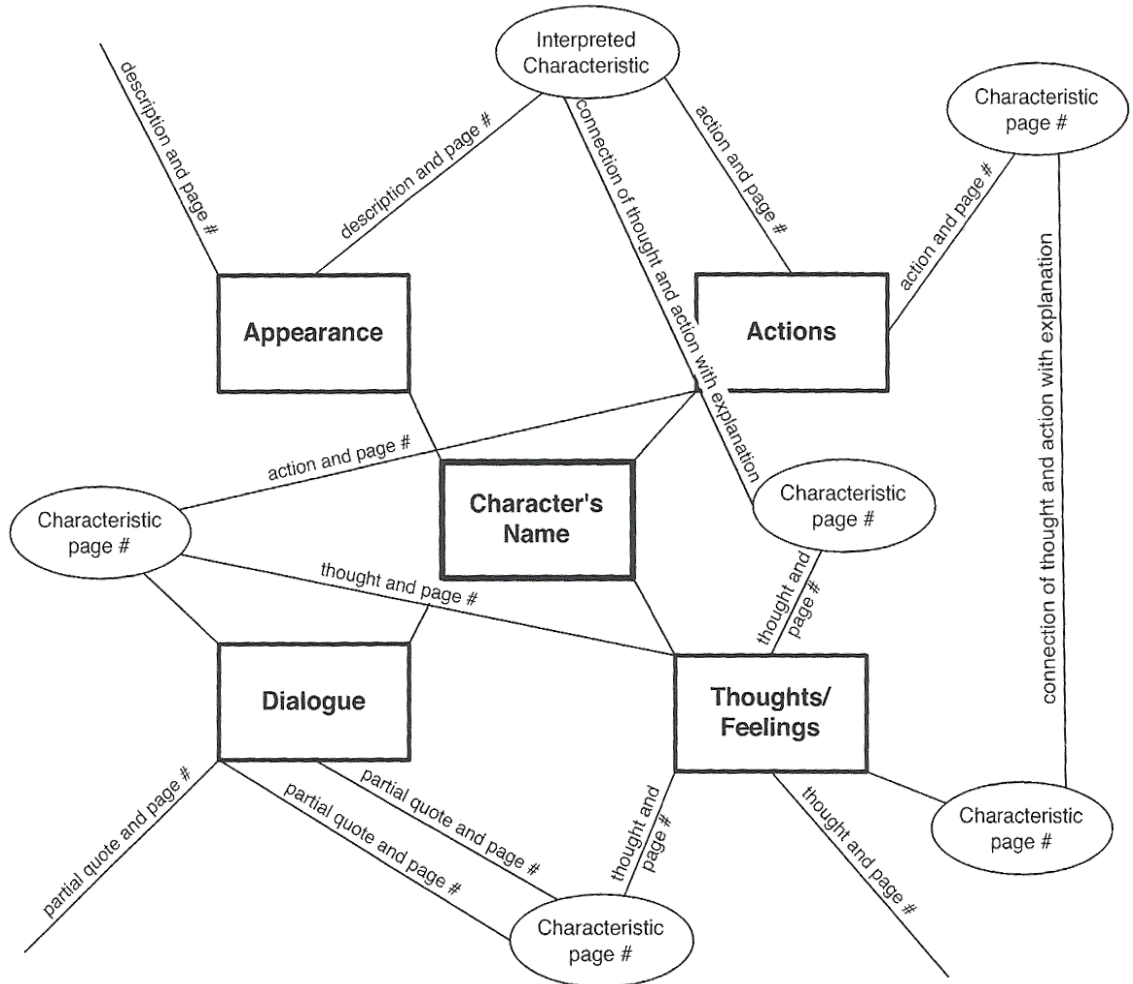 Interpreted
Characteristic
description and page #
description and page #
connection of thought and action with explanation
action and page #
Characteristic
page #
action and page #
Appearance
Actions
connection of thought and action with explanation
action and page #
Character's
Name
Characteristic
page #
Characteristic
page #
thought and page #
thought and
page #
Dialogue
Thoughts/
Feelings
partial quote and page #
partial quote and page #
partial quote and page #
thought and
page #
thought and page #
Characteristic
page #
Characteristic
page #